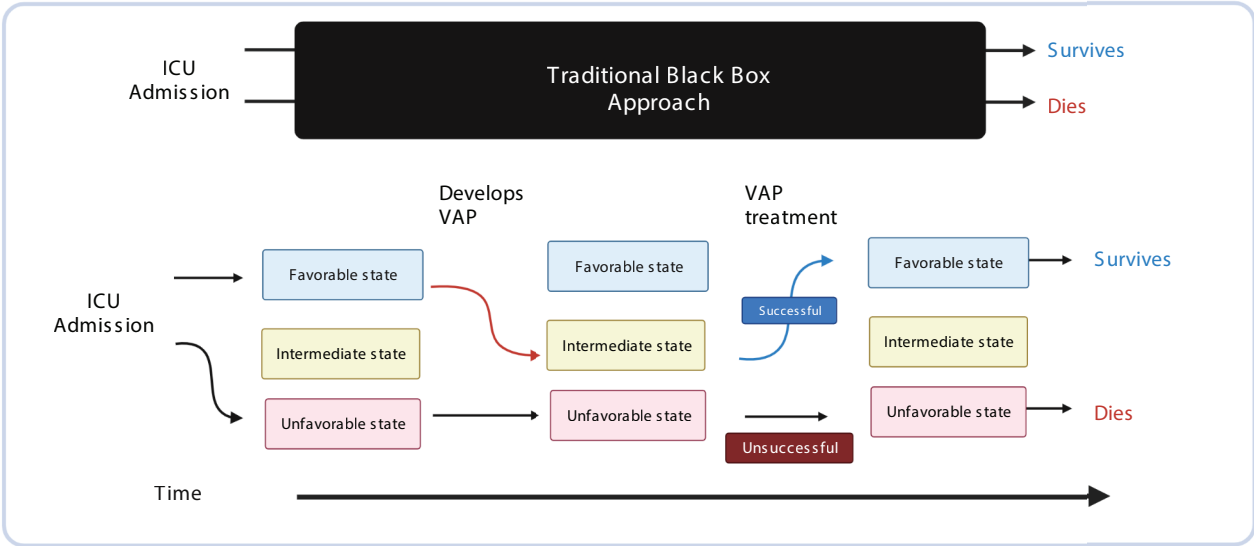 ICU
Admission
Traditional Black Box
Approach
Survives
Dies
Develops
VAP
VAP
treatment
ICU
Admission
Favorable state
Favorable state
Favorable state
Survives
Successful
Intermediate state
Intermediate state
Intermediate state
Unfavorable state
Unfavorable state
Unfavorable state
Dies
Unsuccessful
Time